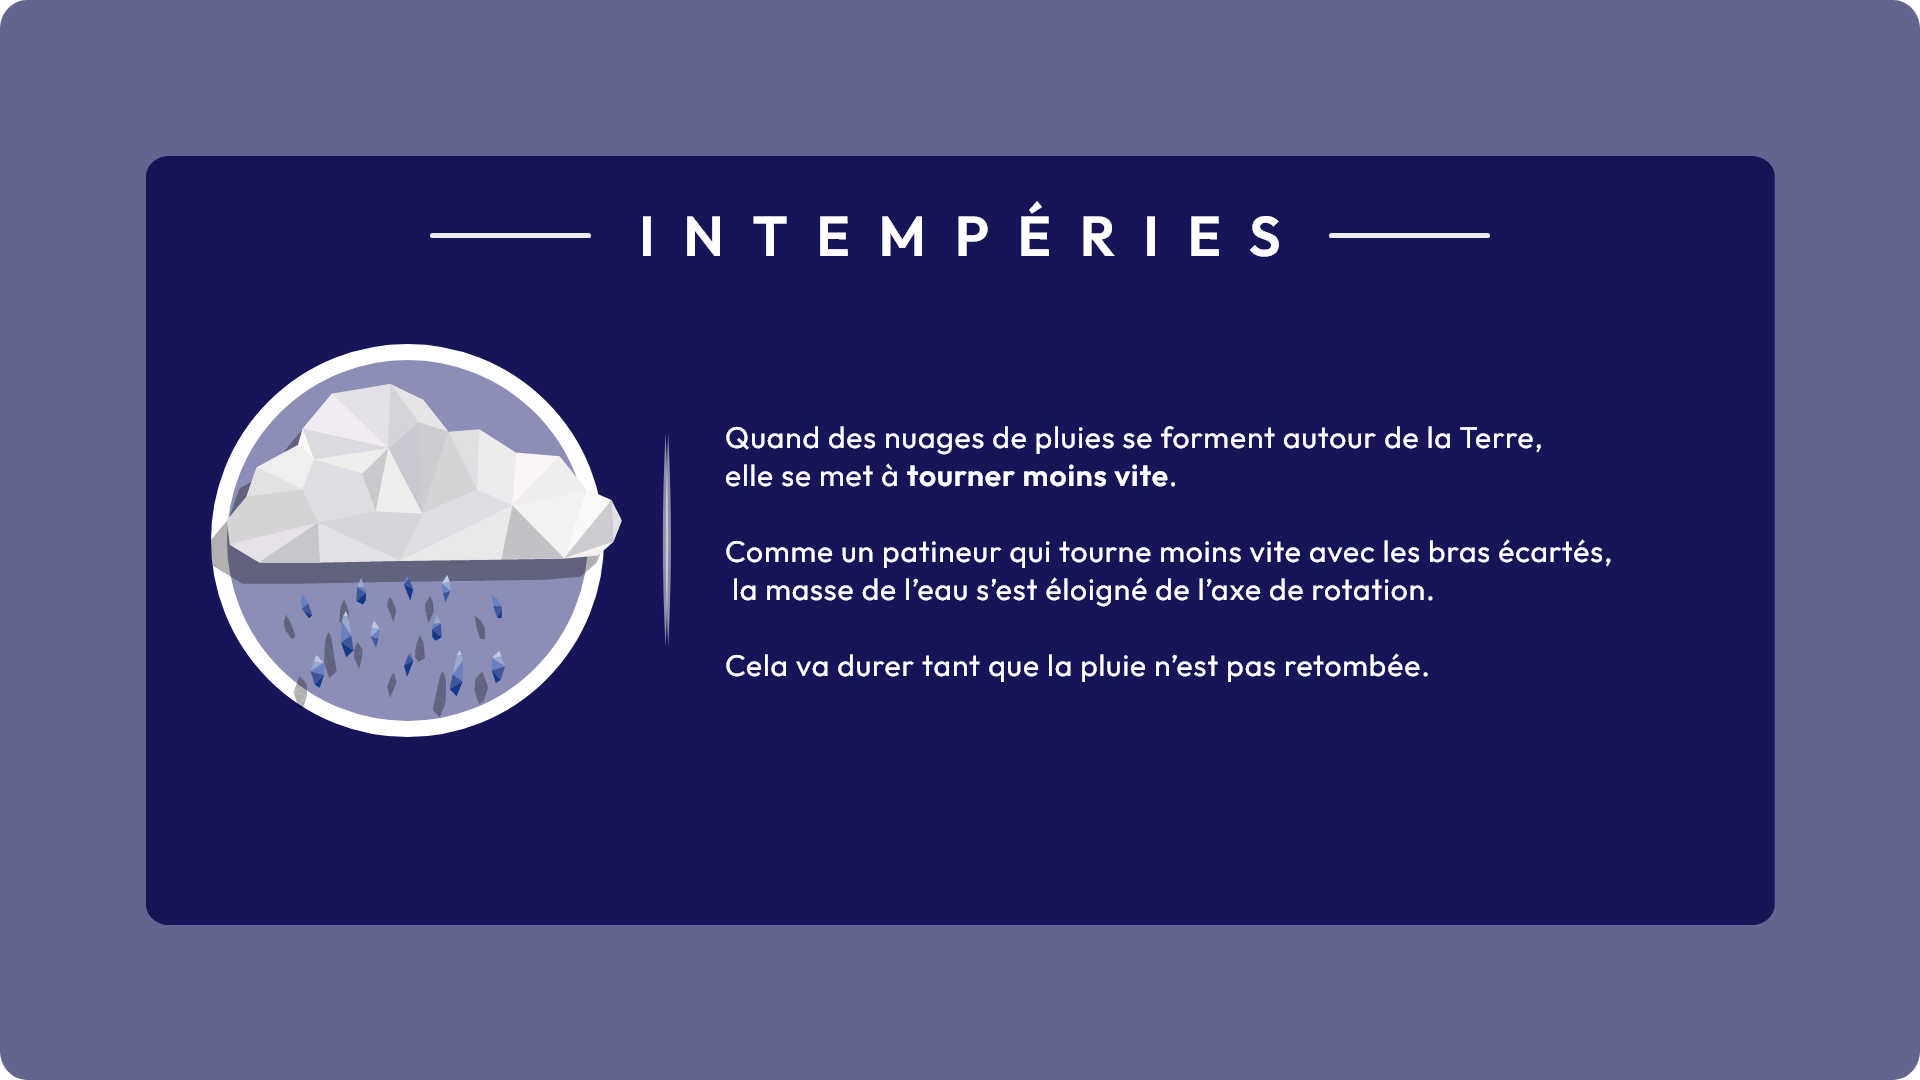 INTEMPÉRIES
Quand des nuages de pluies se forment autour de la Terre,
elle se met à tourner moins vite.
Comme un patineur qui tourne moins vite avec les bras écartés,
la masse de l’eau s’est éloigné de l’axe de rotation.
Cela va durer tant que la pluie n’est pas retombée.